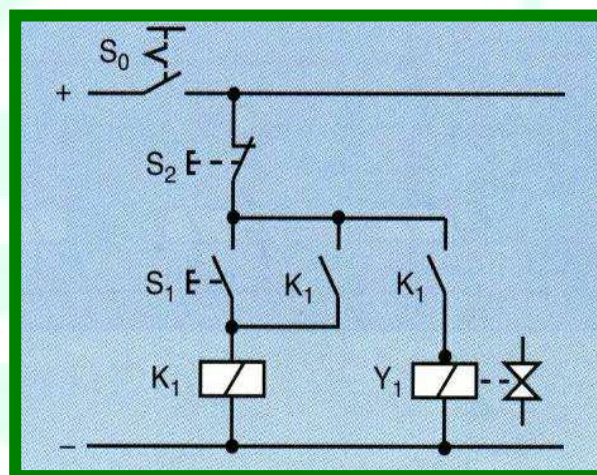 S₀
+
S₂
S₁ K₁ K₁
K₁ Y₁
−